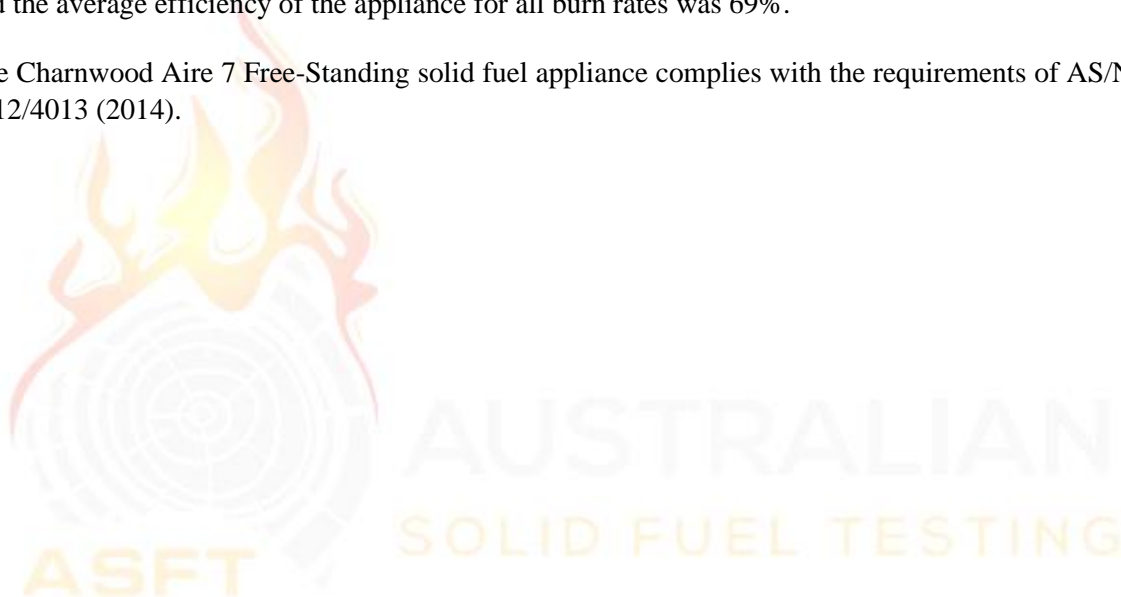 the average efficiency of the appliance for all burn rates was 69%.
e Charnwood Aire 7 Free-Standing solid fuel appliance complies with the requirements of AS/N
12/4013 (2014).
AUSTRALIAN
SOLID FUEL TESTING
ASFT